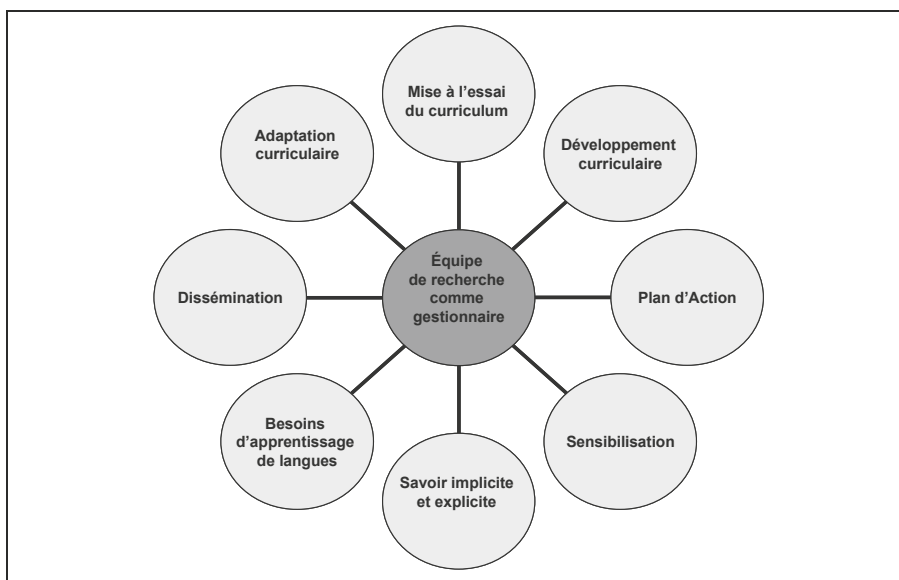 Mise à l'essai
du curriculum
Adaptation
curriculaire
Développement
curriculaire
Équipe
de recherche
comme
gestionnaire
Dissémination
Plan d'Action
Besoins
d'apprentissage
de langues
Sensibilisation
Savoir implicite
et explicite